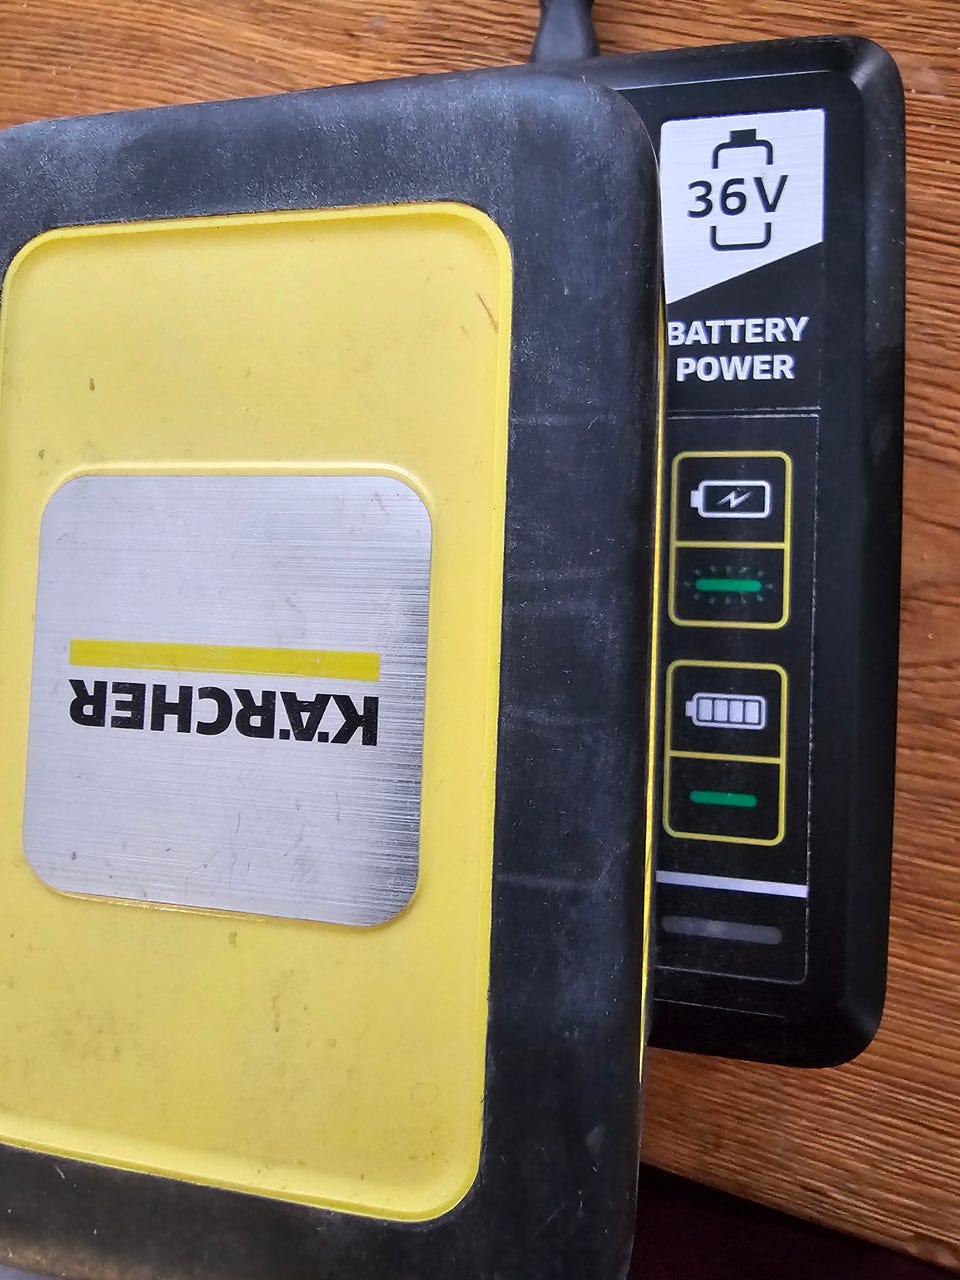 36V
BATTERY
POWER
KÄRCHER